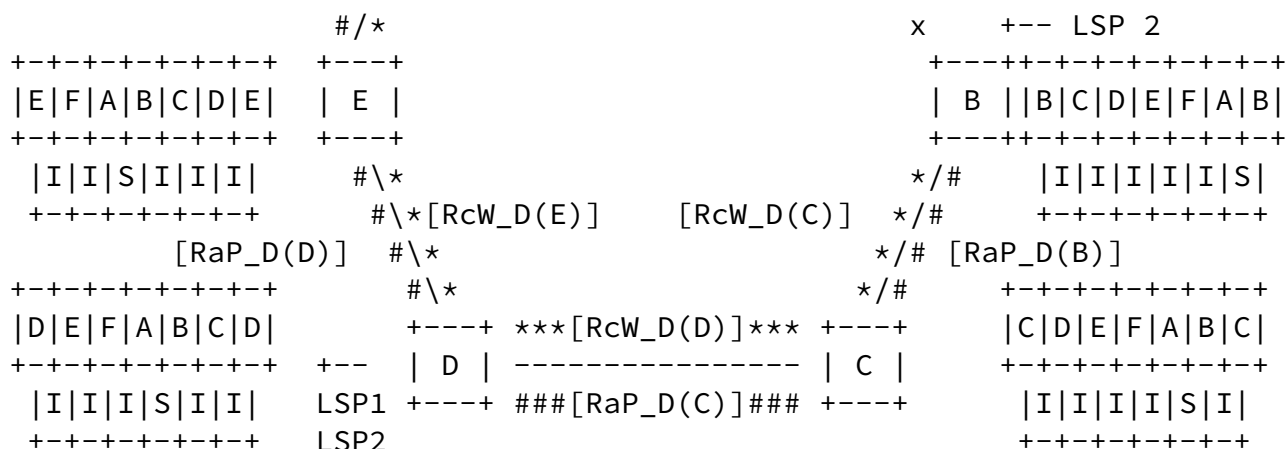 #/*                           x    +-- LSP 2
+-+-+-+-+-+-+-+  +---+                          +---++-+-+-+-+-+-+-+
|E|F|A|B|C|D|E|  | E |                          | B ||B|C|D|E|F|A|B|
+-+-+-+-+-+-+-+  +---+                          +---++-+-+-+-+-+-+-+
 |I|I|S|I|I|I|     #\*                         */#    |I|I|I|I|I|S|
 +-+-+-+-+-+-+      #\*[RcW_D(E)]    [RcW_D(C)]  */#     +-+-+-+-+-+-+
         [RaP_D(D)]  #\*                       */# [RaP_D(B)]
+-+-+-+-+-+-+-+       #\*                     */#     +-+-+-+-+-+-+-+
|D|E|F|A|B|C|D|       +---+ ***[RcW_D(D)]*** +---+     |C|D|E|F|A|B|C|
+-+-+-+-+-+-+-+  +--  | D | ---------------- | C |     +-+-+-+-+-+-+-+
 |I|I|I|S|I|I|   LSP1 +---+ ###[RaP_D(C)]### +---+      |I|I|I|I|S|I|
 +-+-+-+-+-+-+   LSP2                                   +-+-+-+-+-+-+